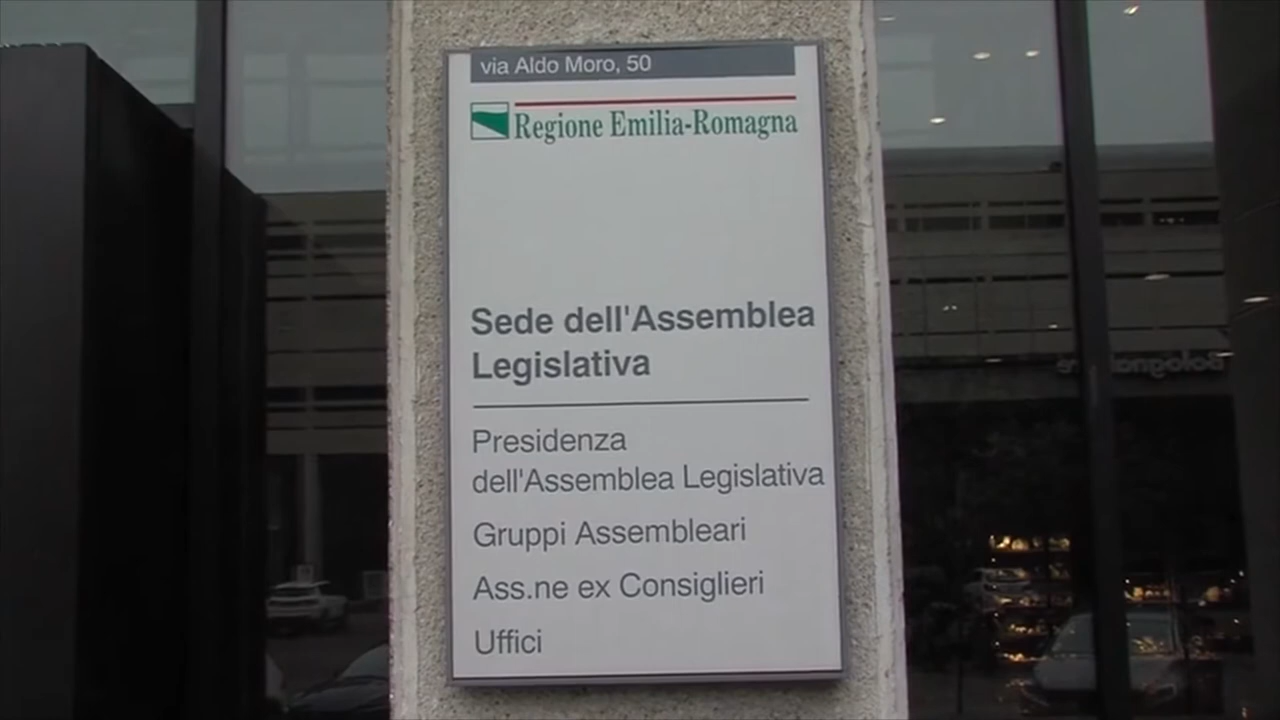 via Aldo Moro, 50
Regione Emilia-Romagna
Sede dell'Assemblea
Legislativa
Presidenza
dell'Assemblea Legislativa
Gruppi Assembleari
Ass.ne ex Consiglieri
Uffici